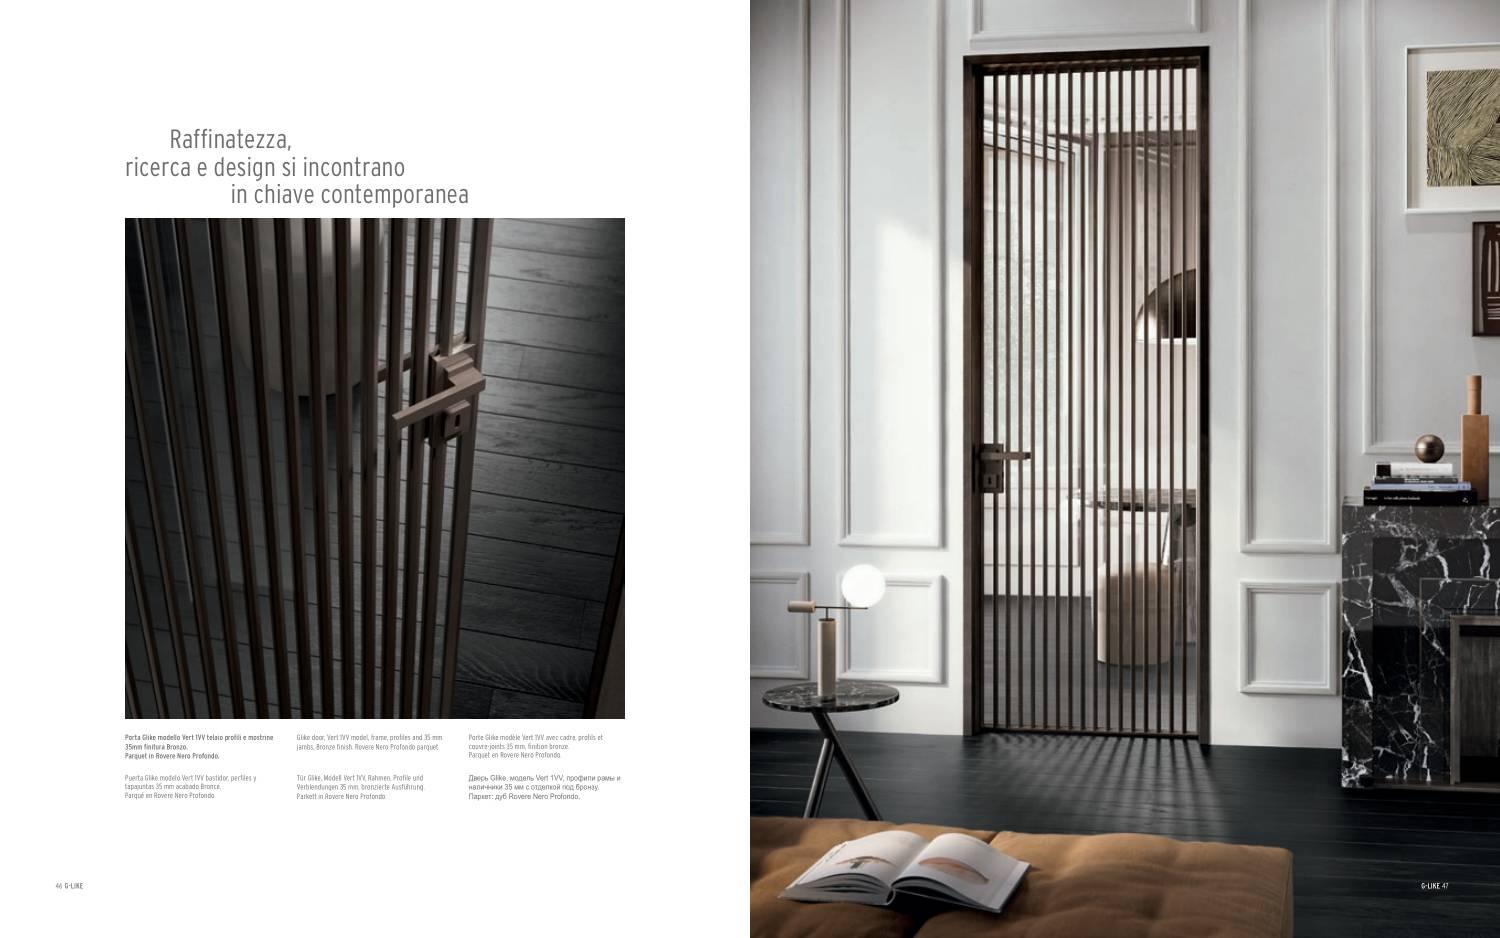 Raffinatezza,
ricerca e design si incontrano
in chiave contemporanea
Porta Glike modello Vert 1VV telaio profili e mostrine
35mm finitura Bronzo.
Parquet in Rovere Nero Profondo.
Glike door, Vert 1VV model, frame, profiles and 35 mm
jambs, Bronze finish. Rovere Nero Profondo parquet.
Porte Glike modèle Vert 1VV avec cadre, profils et
couvre-joints 35 mm, finition bronze.
Parquet en Rovere Nero Profondo.
Puerta Glike modelo Vert 1VV bastidor, perfiles y
tapajuntas 35 mm acabado Bronce.
Parqué en Rovere Nero Profondo.
Tür Glike, Modell Vert 1VV, Rahmen, Profile und
Verblendungen 35 mm, bronzierte Ausführung.
Parkett in Rovere Nero Profondo.
Дверь Glike, модель Vert 1VV, профили рамы и
наличники 35 мм с отделкой под бронзу.
Паркет: дуб Rovere Nero Profondo.
46 G-LIKE
G-LIKE 47